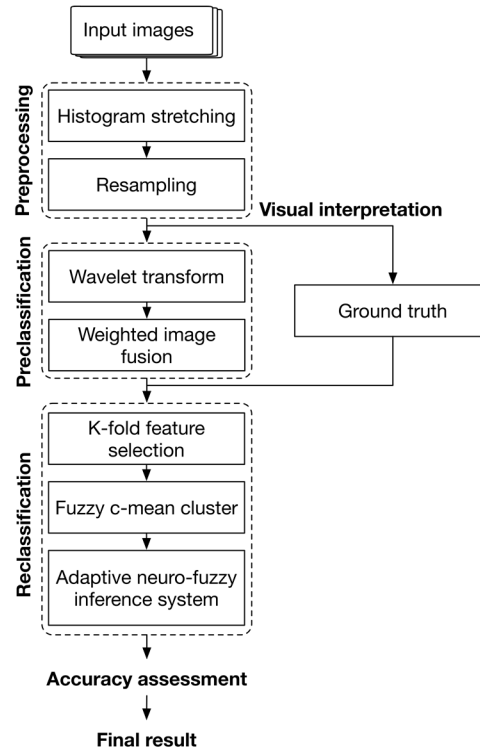 Input images
Preprocessing
Histogram stretching
Resampling
Visual interpretation
Preclassification
Wavelet transform
Weighted image
fusion
Ground truth
Reclassification
K-fold feature
selection
Fuzzy c-mean cluster
Adaptive neuro-fuzzy
inference system
Accuracy assessment
Final result